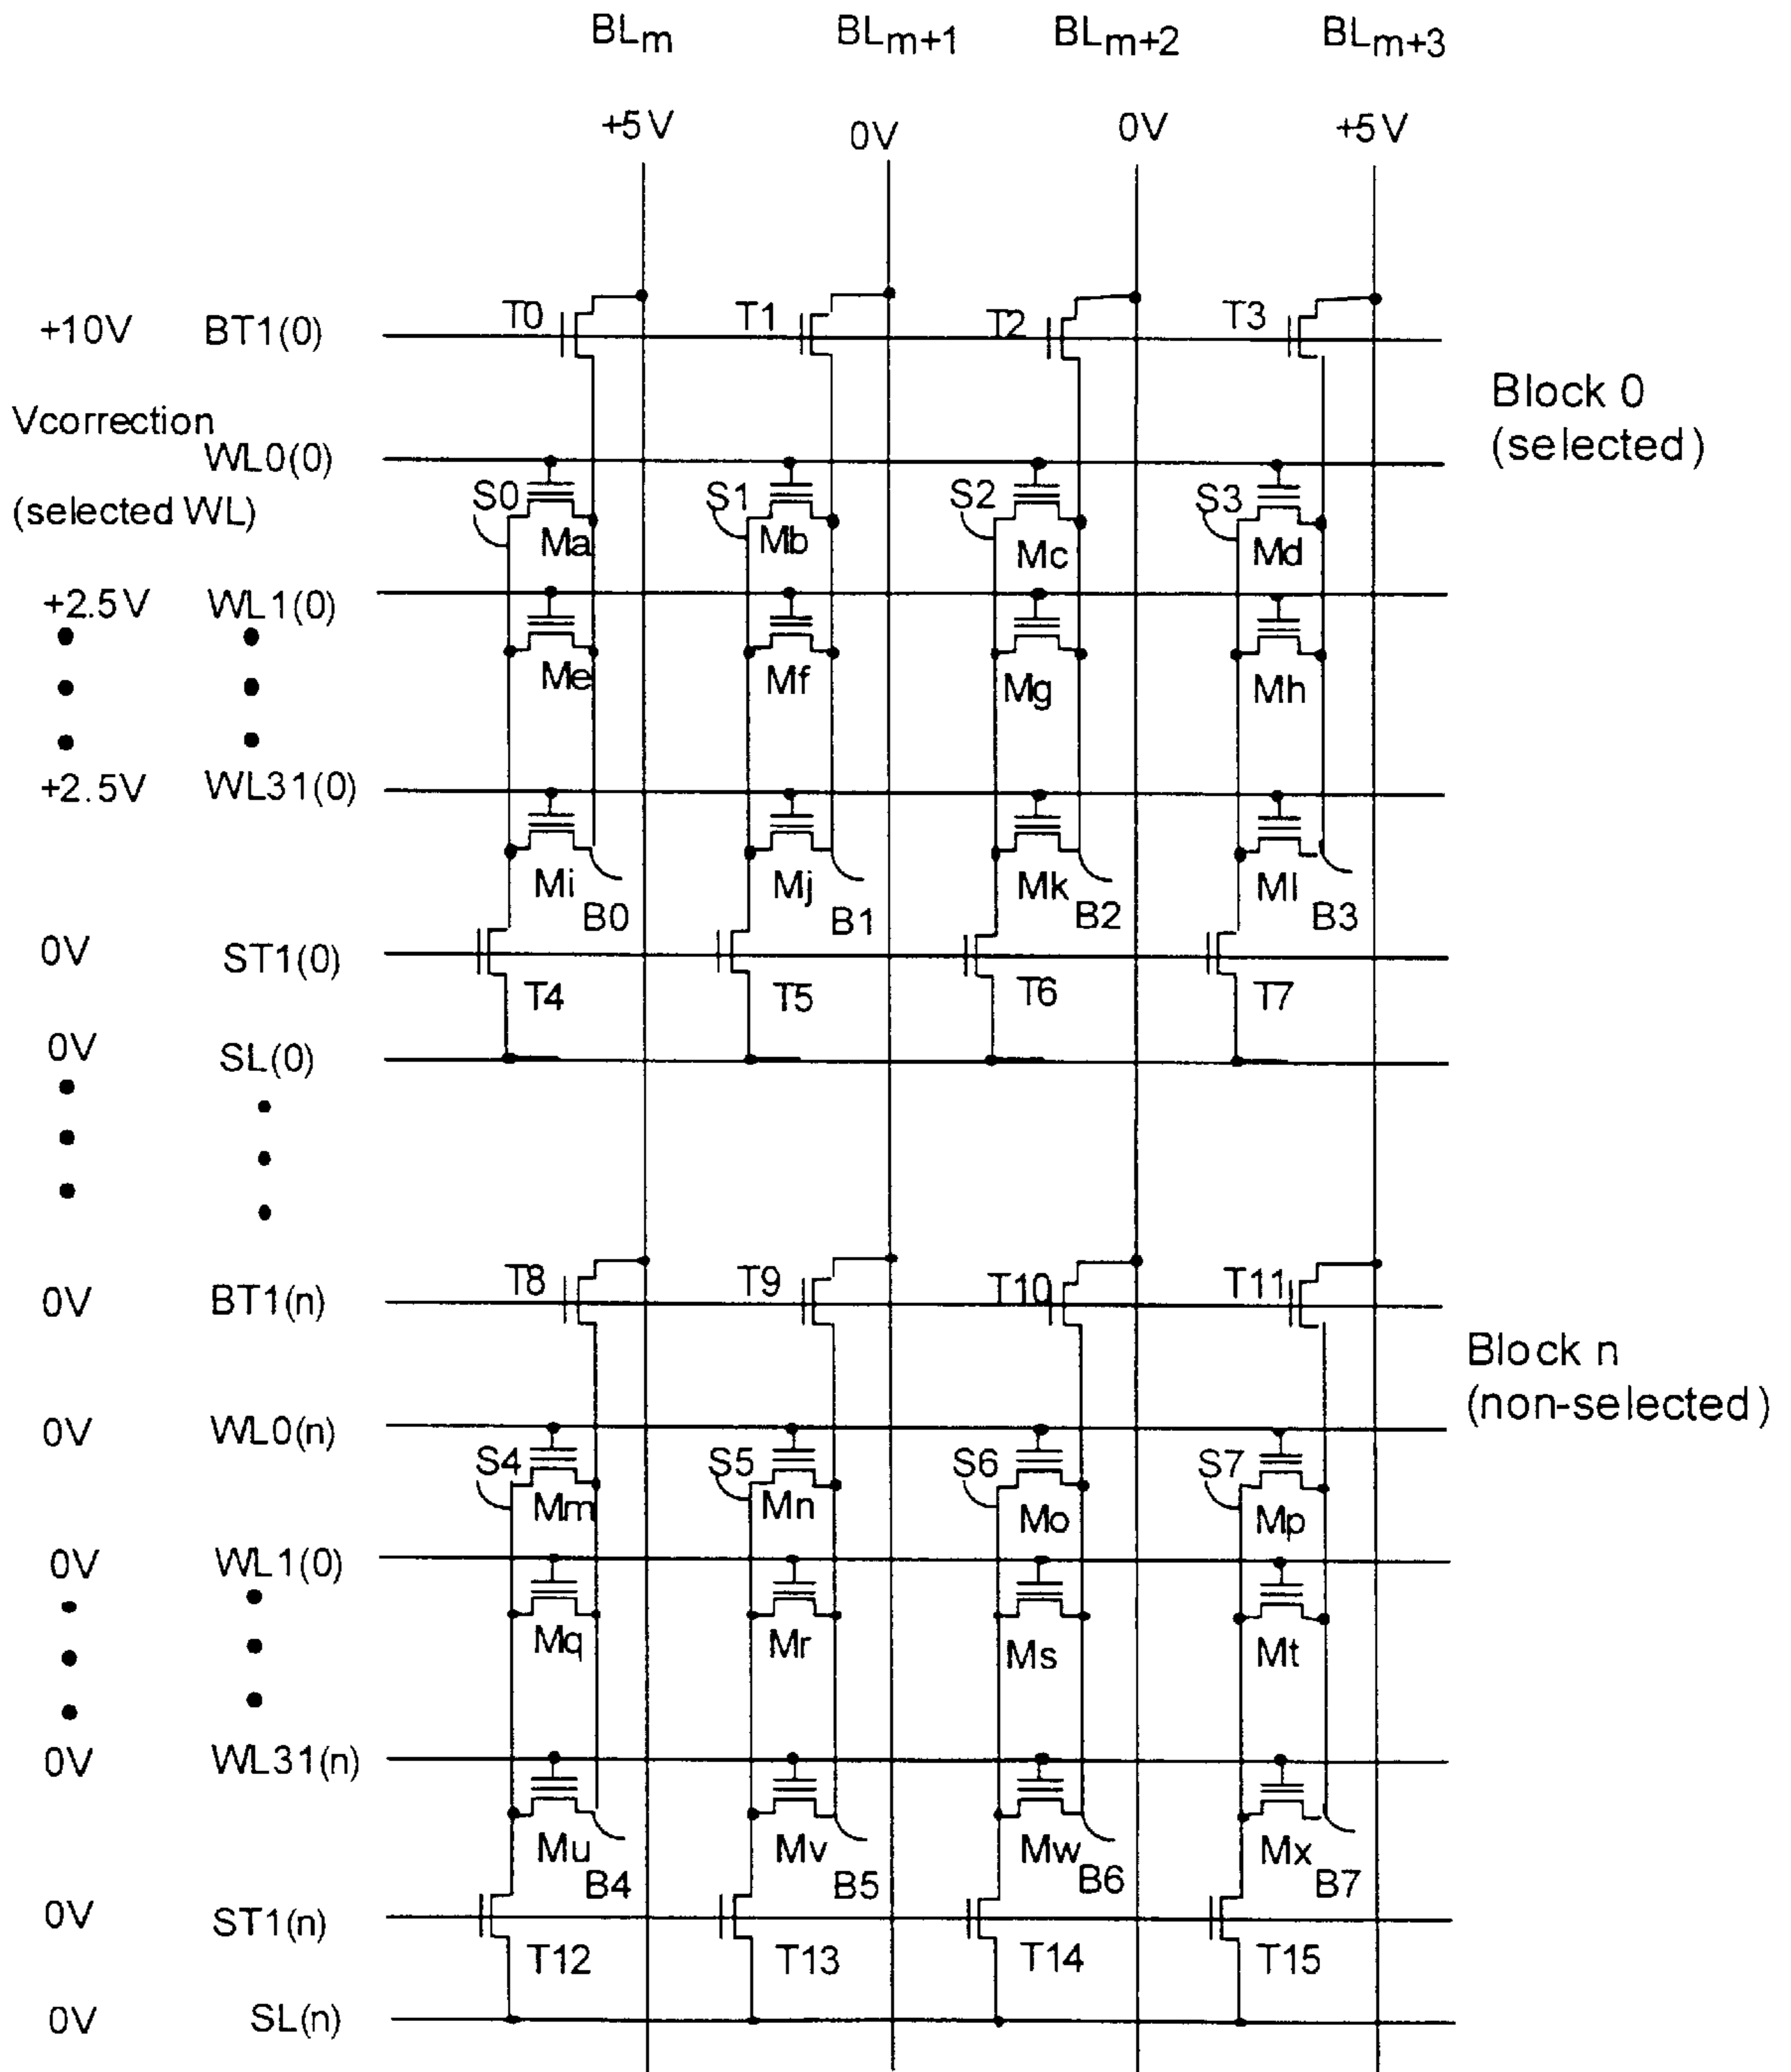 BLm BLm+1 BLm+2 BLm+3
+5V 0V 0V +5V
+10V BT1(0) T0 T1 T2 T3
Block 0
(selected)
Vcorrection
WL0(0)
(selected WL)
S0 S1 S2 S3
Ma Mb Mc Md
+2.5V WL1(0)
Me Mf Mg Mh
+2.5V WL31(0)
Mi Mj Mk Ml
B0 B1 B2 B3
0V ST1(0)
T4 T5 T6 T7
0V SL(0)
T8 T9 T10 T11
0V BT1(n)
Block n
(non-selected)
0V WL0(n)
S4 S5 S6 S7
Mm Mn Mo Mp
0V WL1(0)
Mq Mr Ms Mt
0V WL31(n)
Mu Mv Mw Mx
B4 B5 B6 B7
0V ST1(n)
T12 T13 T14 T15
0V SL(n)